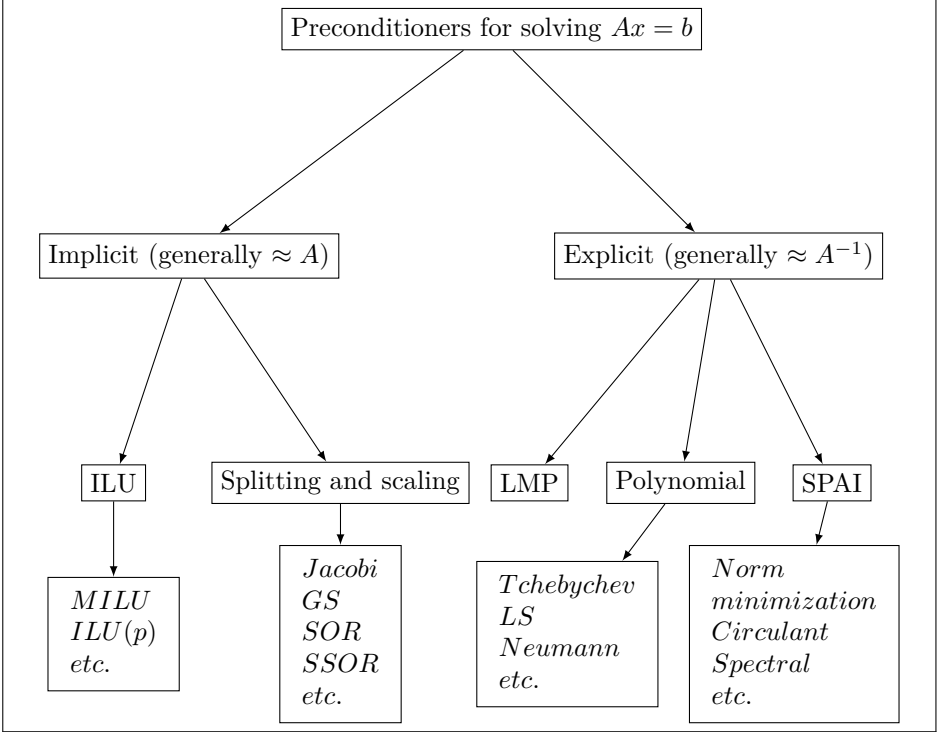 Preconditioners for solving Ax = b
Implicit (generally ≈ A)
Explicit (generally ≈ A⁻¹)
ILU
Splitting and scaling
LMP
Polynomial
SPAI
MILU
ILU(p)
etc.
Jacobi
GS
SOR
SSOR
etc.
Tchebychev
LS
Neumann
etc.
Norm
minimization
Circulant
Spectral
etc.